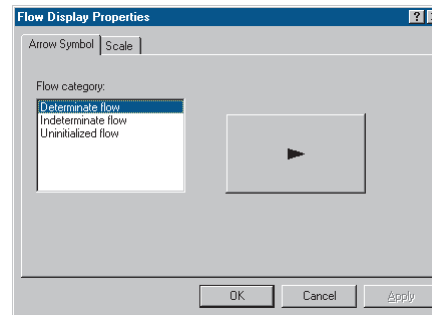 Flow Display Properties
Arrow Symbol
Scale
Flow category:
Determinate flow
Indeterminate flow
Uninitialized flow
OK
Cancel
Apply